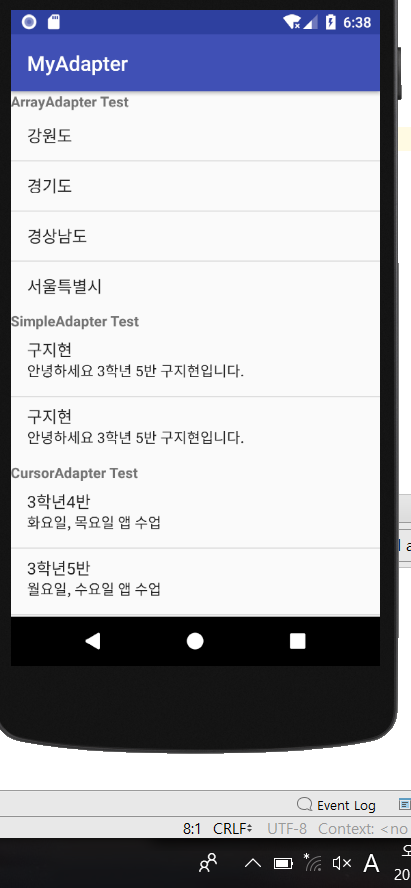 6:38
MyAdapter
ArrayAdapter Test
강원도
경기도
경상남도
서울특별시
SimpleAdapter Test
구지현
안녕하세요 3학년 5반 구지현입니다.
구지현
안녕하세요 3학년 5반 구지현입니다.
CursorAdapter Test
3학년4반
화요일, 목요일 앱 수업
3학년5반
월요일, 수요일 앱 수업
Event Log
8:1 CRLF UTF-8 Context: <no
A 오
20